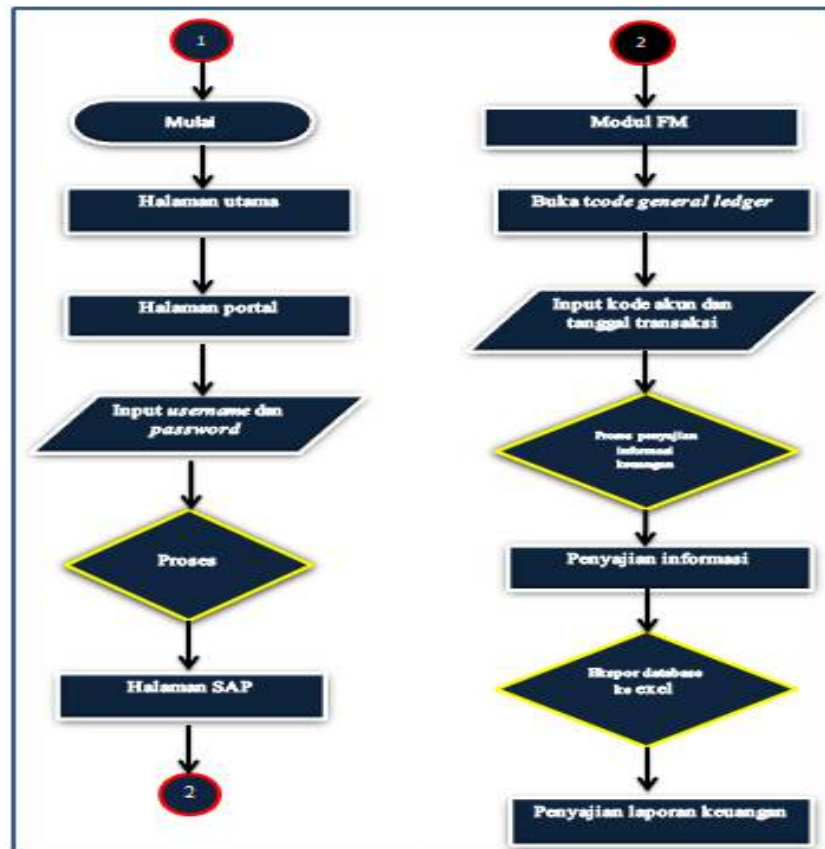 1
Mulai
Halaman utama
Halaman portal
Input username dan
password
Proses
Halaman SAP
2
2
Modul FM
Buka tcode general ledger
Input kode akun dan
tanggal transaksi
Proses penyajian
informasi
keuangan
Penyajian informasi
Ekspor database
ke exel
Penyajian laporan keuangan